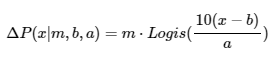 ΔP(x|m, b, a) = m · Logis(10(x − b)/a)